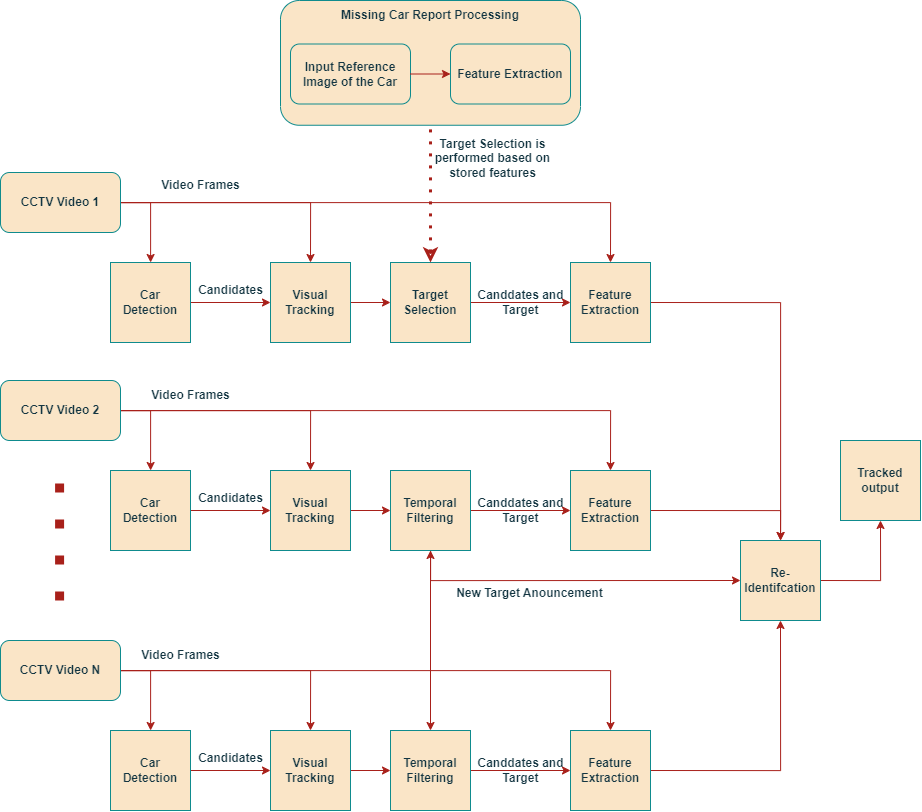 Missing Car Report Processing
Input Reference
Image of the Car
Feature Extraction
Target Selection is
performed based on
stored features
CCTV Video 1
Video Frames
Car
Detection
Candidates
Visual
Tracking
Target
Selection
Canddates and
Target
Feature
Extraction
CCTV Video 2
Video Frames
Car
Detection
Candidates
Visual
Tracking
Temporal
Filtering
Canddates and
Target
Feature
Extraction
Tracked
output
Re-
Identifcation
New Target Anouncement
CCTV Video N
Video Frames
Car
Detection
Candidates
Visual
Tracking
Temporal
Filtering
Canddates and
Target
Feature
Extraction